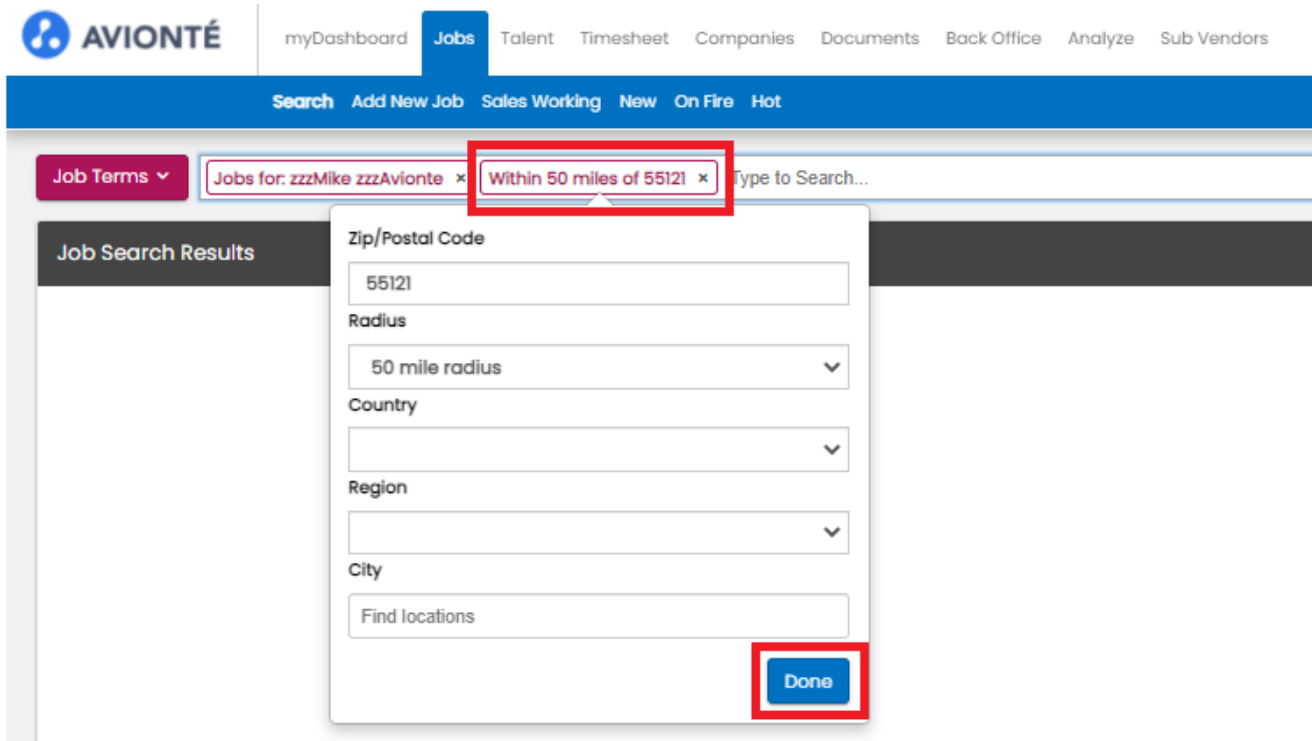 AVIONTÉ myDashboard Jobs Talent Timesheet Companies Documents Back Office Analyze Sub Vendors
Search Add New Job Sales Working New On Fire Hot
Job Terms Jobs for: zzzMike zzzAvionte × Within 50 miles of 55121 × Type to Search...
Job Search Results
Zip/Postal Code
55121
Radius
50 mile radius
Country
Region
City
Find locations
Done